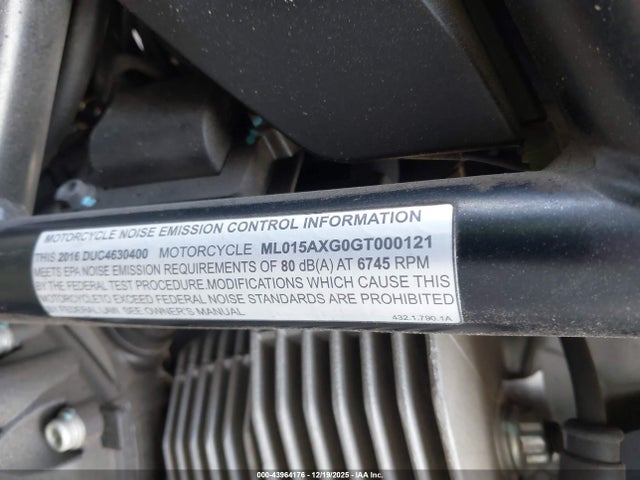 MOTORCYCLE NOISE EMISSION CONTROL INFORMATION
THIS 2016 DUC4630400 MOTORCYCLE ML015AXG0GT000121
MEETS EPA NOISE EMISSION REQUIREMENTS OF 80 dB(A) AT 6745 RPM
BY THE FEDERAL TEST PROCEDURE.MODIFICATIONS WHICH CAUSE THIS
MOTORCYCLE TO EXCEED FEDERAL NOISE STANDARDS ARE PROHIBITED
BY FEDERAL LAW. SEE OWNER'S MANUAL
432.1.790.1A
000-43964176 - 12/19/2025 - IAA Inc.